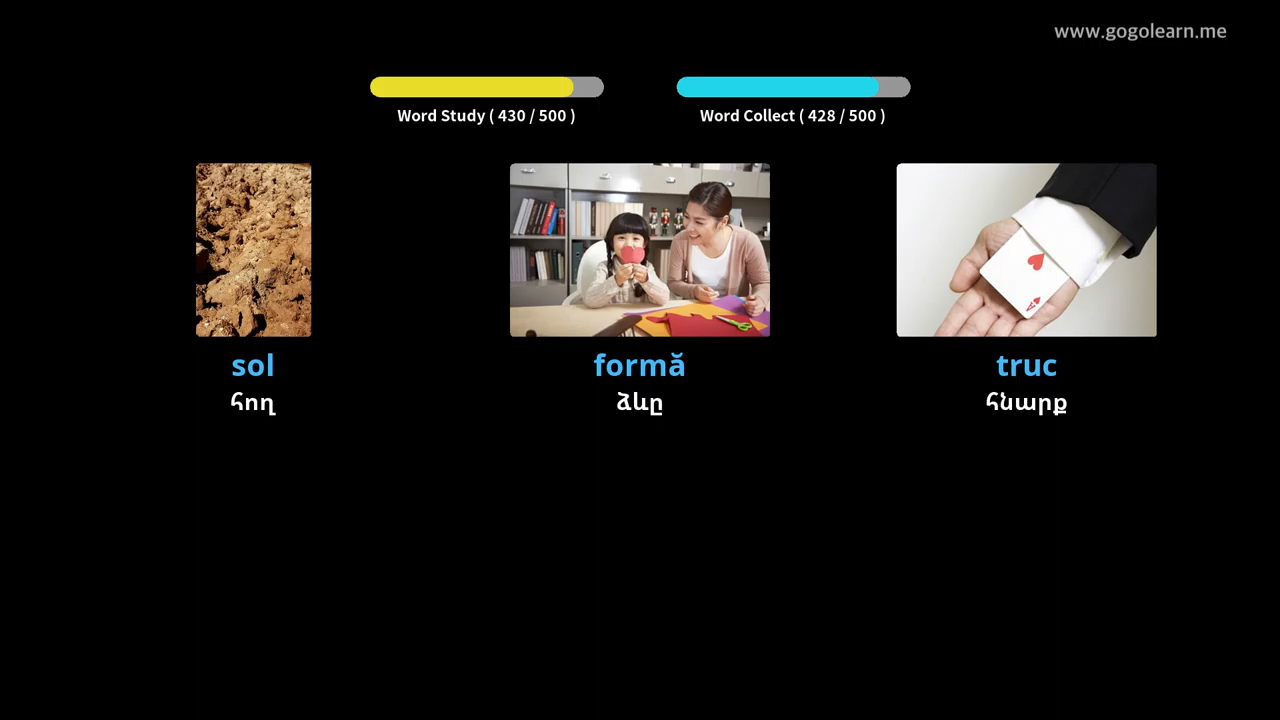 www.gogolearn.me
Word Study ( 430 / 500 )
Word Collect ( 428 / 500 )
sol
formă
truc
հող
ձևը
հնարք